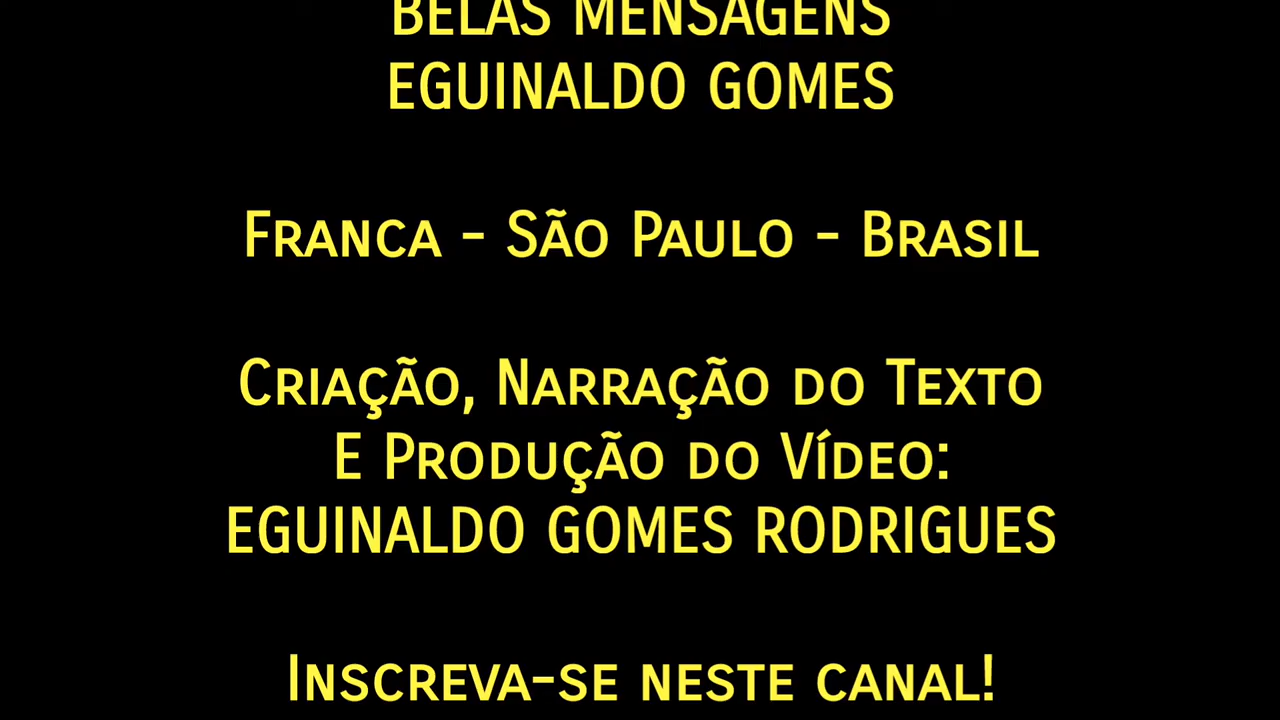 BELAS MENSAGENS
EGUINALDO GOMES
Franca - São Paulo - Brasil
Criação, Narração do Texto
E Produção do Vídeo:
EGUINALDO GOMES RODRIGUES
Inscreva-se neste canal!